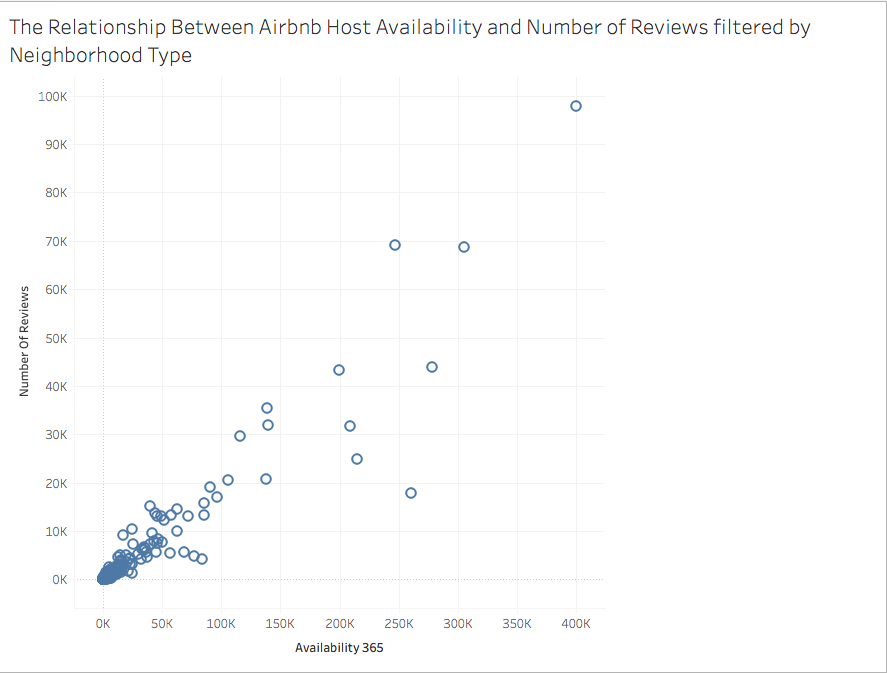 The Relationship Between Airbnb Host Availability and Number of Reviews filtered by
Neighborhood Type
100K
90K
80K
70K
60K
50K
40K
30K
20K
10K
0K
Number Of Reviews
0K 50K 100K 150K 200K 250K 300K 350K 400K
Availability 365